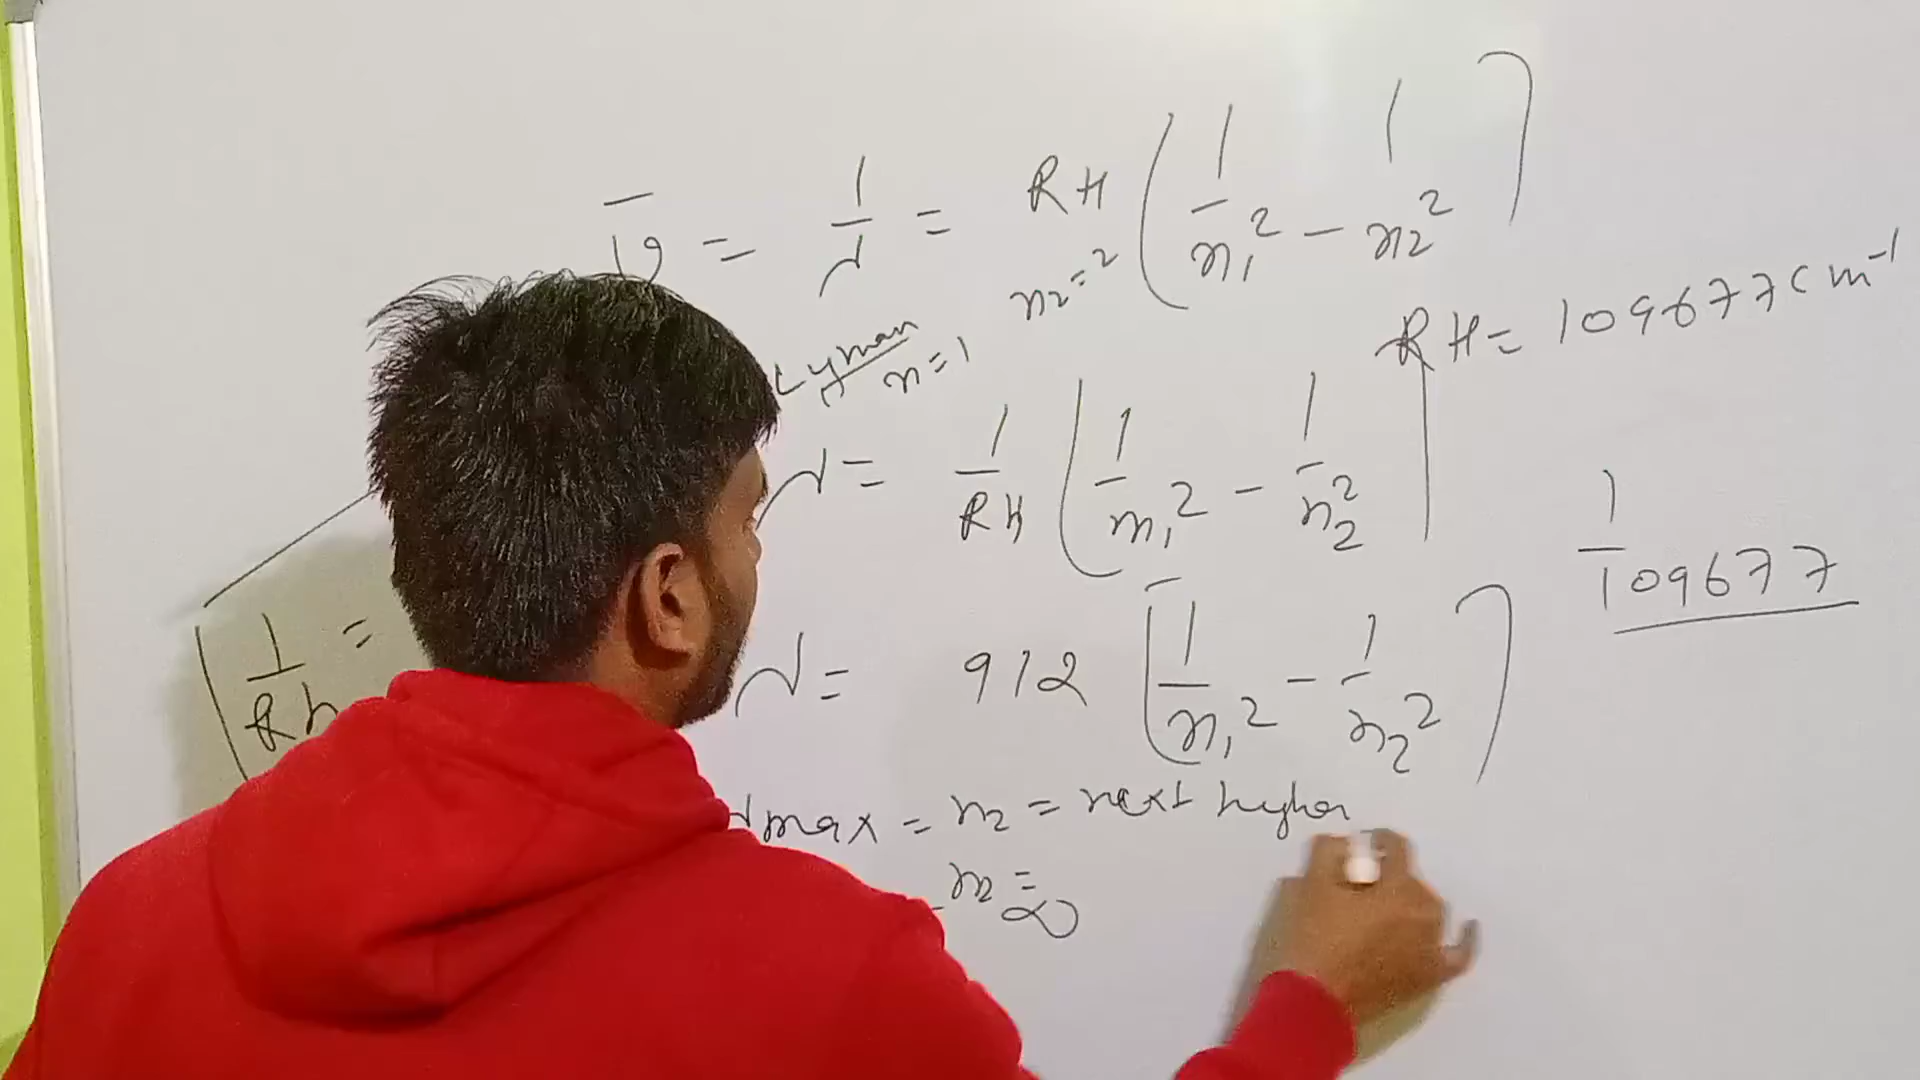 ν̅ = 1/λ = RH (1/n₁² − 1/n₂²)
Lyman n=1 n₂=2
RH = 109677 cm⁻¹
λ = 1/RH (1/n₁² − 1/n₂²)
1/109677
1/Rh =
λ = 912 (1/n₁² − 1/n₂²)
λmax = n₂ = next higher
n₂ = ∞